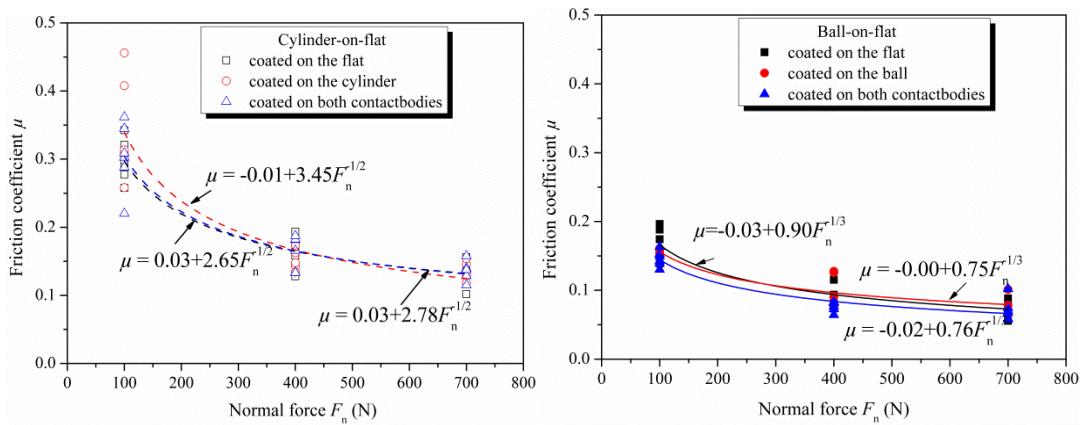 0.5
0.4
0.3
0.2
0.1
0.0
Friction coefficient μ
Cylinder-on-flat
coated on the flat
coated on the cylinder
coated on both contactbodies
μ = -0.01+3.45Fn-1/2
μ = 0.03+2.65Fn-1/2
μ = 0.03+2.78Fn-1/2
0 100 200 300 400 500 600 700 800
Normal force Fn (N)
0.5
0.4
0.3
0.2
0.1
0.0
Friction coefficient μ
Ball-on-flat
coated on the flat
coated on the ball
coated on both contactbodies
μ=-0.03+0.90Fn-1/3
μ = -0.00+0.75Fn-1/3
μ = -0.02+0.76Fn-1/3
0 100 200 300 400 500 600 700 800
Normal force Fn (N)